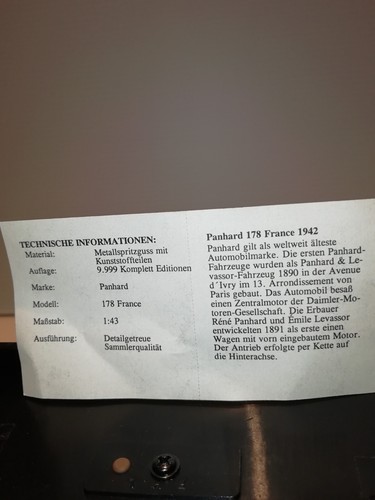 TECHNISCHE INFORMATIONEN:
Material: Metallspritzguss mit
Kunststoffteilen
Auflage: 9.999 Komplett Editionen
Marke: Panhard
Modell: 178 France
Maßstab: 1:43
Ausführung: Detailgetreue
Sammlerqualität
Panhard 178 France 1942
Panhard gilt als weltweit älteste
Automobilmarke. Die ersten Panhard-
Fahrzeuge wurden als Panhard & Le-
vassor-Fahrzeug 1890 in der Avenue
d´Ivry im 13. Arrondissement von
Paris gebaut. Das Automobil besaß
einen Zentralmotor der Daimler-Mo-
toren-Gesellschaft. Die Erbauer
Réné Panhard und Émile Levassor
entwickelten 1891 als erste einen
Wagen mit vorn eingebautem Motor.
Der Antrieb erfolgte per Kette auf
die Hinterachse.